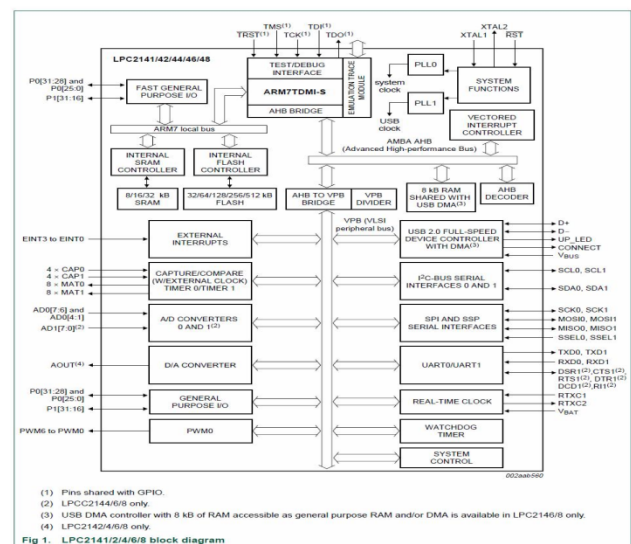 TMS(1) TDI(1)
TRST(1) TCK(1) TDO(1)
XTAL2
XTAL1 RST
LPC2141/42/44/46/48
TEST/DEBUG
INTERFACE
ARM7TDMI-S
AHB BRIDGE
EMULATION TRACE
MODULE
PLL0
system
clock
PLL1
USB
clock
SYSTEM
FUNCTIONS
VECTORED
INTERRUPT
CONTROLLER
P0[31:28] and
P0[25:0]
P1[31:16]
FAST GENERAL
PURPOSE I/O
ARM7 local bus
AMBA AHB
(Advanced High-performance Bus)
INTERNAL
SRAM
CONTROLLER
INTERNAL
FLASH
CONTROLLER
8/16/32 kB
SRAM
32/64/128/256/512 kB
FLASH
AHB TO VPB
BRIDGE
VPB
DIVIDER
8 kB RAM
SHARED WITH
USB DMA(3)
AHB
DECODER
VPB (VLSI
peripheral bus)
EINT3 to EINT0
EXTERNAL
INTERRUPTS
USB 2.0 FULL-SPEED
DEVICE CONTROLLER
WITH DMA(3)
D+
D−
UP_LED
CONNECT
VBUS
4 × CAP0
4 × CAP1
8 × MAT0
8 × MAT1
CAPTURE/COMPARE
(W/EXTERNAL CLOCK)
TIMER 0/TIMER 1
I2C-BUS SERIAL
INTERFACES 0 AND 1
SCL0, SCL1
SDA0, SDA1
AD0[7:6] and
AD0[4:1]
AD1[7:0](2)
A/D CONVERTERS
0 AND 1(2)
SPI AND SSP
SERIAL INTERFACES
SCK0, SCK1
MOSI0, MOSI1
MISO0, MISO1
SSEL0, SSEL1
AOUT(4)
D/A CONVERTER
UART0/UART1
TXD0, TXD1
RXD0, RXD1
DSR1(2),CTS1(2),
RTS1(2), DTR1(2)
DCD1(2),RI1(2)
P0[31:28] and
P0[25:0]
P1[31:16]
GENERAL
PURPOSE I/O
REAL-TIME CLOCK
RTXC1
RTXC2
VBAT
PWM6 to PWM0
PWM0
WATCHDOG
TIMER
SYSTEM
CONTROL
002aab560
(1) Pins shared with GPIO.
(2) LPCC2144/6/8 only.
(3) USB DMA controller with 8 kB of RAM accessible as general purpose RAM and/or DMA is available in LPC2146/8 only.
(4) LPC2142/4/6/8 only.
Fig 1. LPC2141/2/4/6/8 block diagram